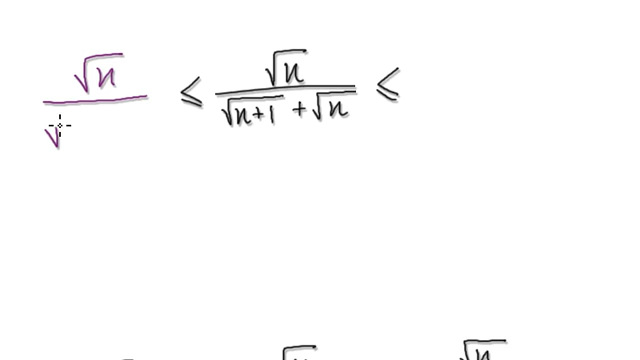 √n / √ ≤ √n / (√n+1 + √n) ≤
√n √n